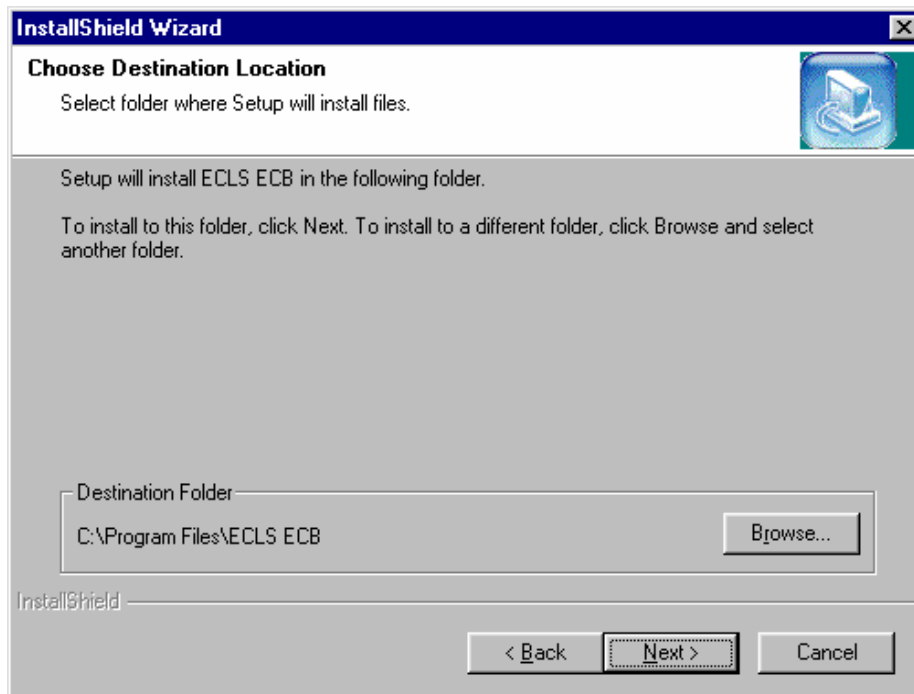 InstallShield Wizard
Choose Destination Location
Select folder where Setup will install files.
Setup will install ECLS ECB in the following folder.
To install to this folder, click Next. To install to a different folder, click Browse and select
another folder.
Destination Folder
C:\Program Files\ECLS ECB
Browse...
InstallShield
< Back
Next >
Cancel